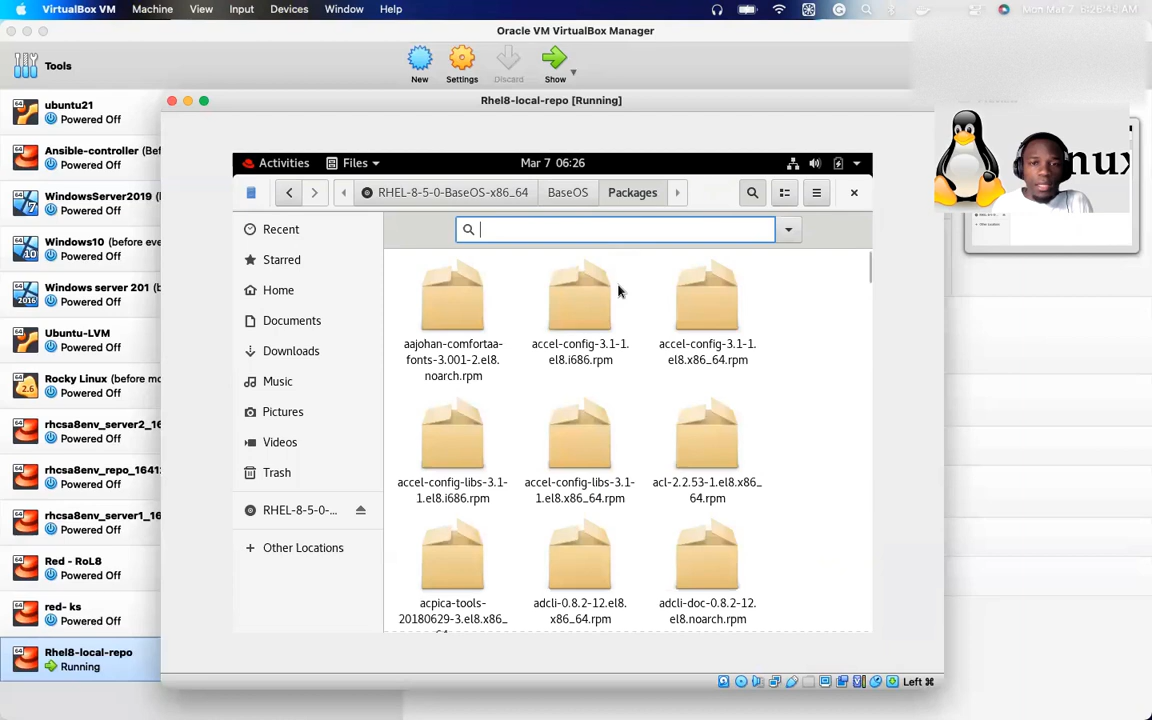 VirtualBox VM Machine View Input Devices Window Help Mon Mar 7 6:26:48 AM
Oracle VM VirtualBox Manager
Tools
New Settings Discard Show
ubuntu21
Powered Off
Ansible-controller (Bef
Powered Off
WindowsServer2019 (
Powered Off
Windows10 (before eve
Powered Off
Windows server 201 (b
Powered Off
Ubuntu-LVM
Powered Off
Rocky Linux (before mo
Powered Off
rhcsa8env_server2_16
Powered Off
rhcsa8env_repo_1641
Powered Off
rhcsa8env_server1_16
Powered Off
Red - RoL8
Powered Off
red- ks
Powered Off
Rhel8-local-repo
Running
Rhel8-local-repo [Running]
Activities Files Mar 7 06:26
RHEL-8-5-0-BaseOS-x86_64 BaseOS Packages
Recent
Starred
Home
Documents
Downloads
Music
Pictures
Videos
Trash
RHEL-8-5-0-...
Other Locations
aajohan-comfortaa-
fonts-3.001-2.el8.
noarch.rpm
accel-config-3.1-1.
el8.i686.rpm
accel-config-3.1-1.
el8.x86_64.rpm
accel-config-libs-3.1-
1.el8.i686.rpm
accel-config-libs-3.1-
1.el8.x86_64.rpm
acl-2.2.53-1.el8.x86_
64.rpm
acpica-tools-
20180629-3.el8.x86_
adcli-0.8.2-12.el8.
x86_64.rpm
adcli-doc-0.8.2-12.
el8.noarch.rpm
Left ⌘